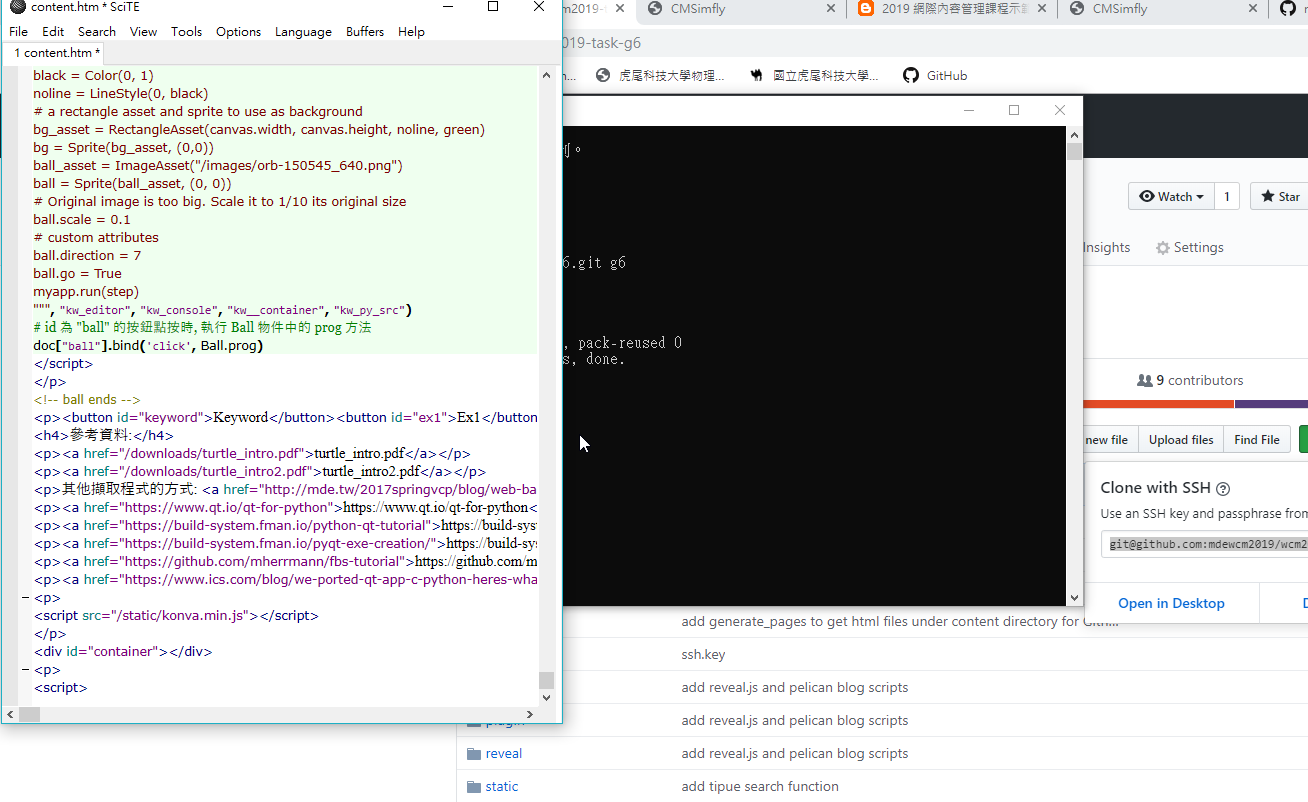 content.htm * SciTE
File Edit Search View Tools Options Language Buffers Help
1 content.htm *
black = Color(0, 1)
noline = LineStyle(0, black)
# a rectangle asset and sprite to use as background
bg_asset = RectangleAsset(canvas.width, canvas.height, noline, green)
bg = Sprite(bg_asset, (0,0))
ball_asset = ImageAsset("/images/orb-150545_640.png")
ball = Sprite(ball_asset, (0, 0))
# Original image is too big. Scale it to 1/10 its original size
ball.scale = 0.1
# custom attributes
ball.direction = 7
ball.go = True
myapp.run(step)
""", "kw_editor", "kw_console", "kw__container", "kw_py_src")
# id 為 "ball" 的按鈕點按時, 執行 Ball 物件中的 prog 方法
doc["ball"].bind('click', Ball.prog)
</script>
</p>
<!-- ball ends -->
<p><button id="keyword">Keyword</button><button id="ex1">Ex1</button
<h4>參考資料:</h4>
<p><a href="/downloads/turtle_intro.pdf">turtle_intro.pdf</a></p>
<p><a href="/downloads/turtle_intro2.pdf">turtle_intro2.pdf</a></p>
<p>其他擷取程式的方式: <a href="http://mde.tw/2017springvcp/blog/web-ba
<p><a href="https://www.qt.io/qt-for-python">https://www.qt.io/qt-for-python<
<p><a href="https://build-system.fman.io/python-qt-tutorial">https://build-sys
<p><a href="https://build-system.fman.io/pyqt-exe-creation/">https://build-sys
<p><a href="https://github.com/mherrmann/fbs-tutorial">https://github.com/m
<p><a href="https://www.ics.com/blog/we-ported-qt-app-c-python-heres-wha
<p>
<script src="/static/konva.min.js"></script>
</p>
<div id="container"></div>
<p>
<script>
m2019- CMSimfly 2019 網際內容管理課程示 CMSimfly
019-task-g6
虎尾科技大學物理... 國立虎尾科技大學... GitHub
6.git g6
, pack-reused 0
s, done.
Watch 1 Star
Insights Settings
9 contributors
new file Upload files Find File
Clone with SSH
Use an SSH key and passphrase from
git@github.com:mdewcm2019/wcm2
Open in Desktop
add generate_pages to get html files under content directory for Gith...
ssh.key
add reveal.js and pelican blog scripts
plugin add reveal.js and pelican blog scripts
reveal add reveal.js and pelican blog scripts
static add tipue search function